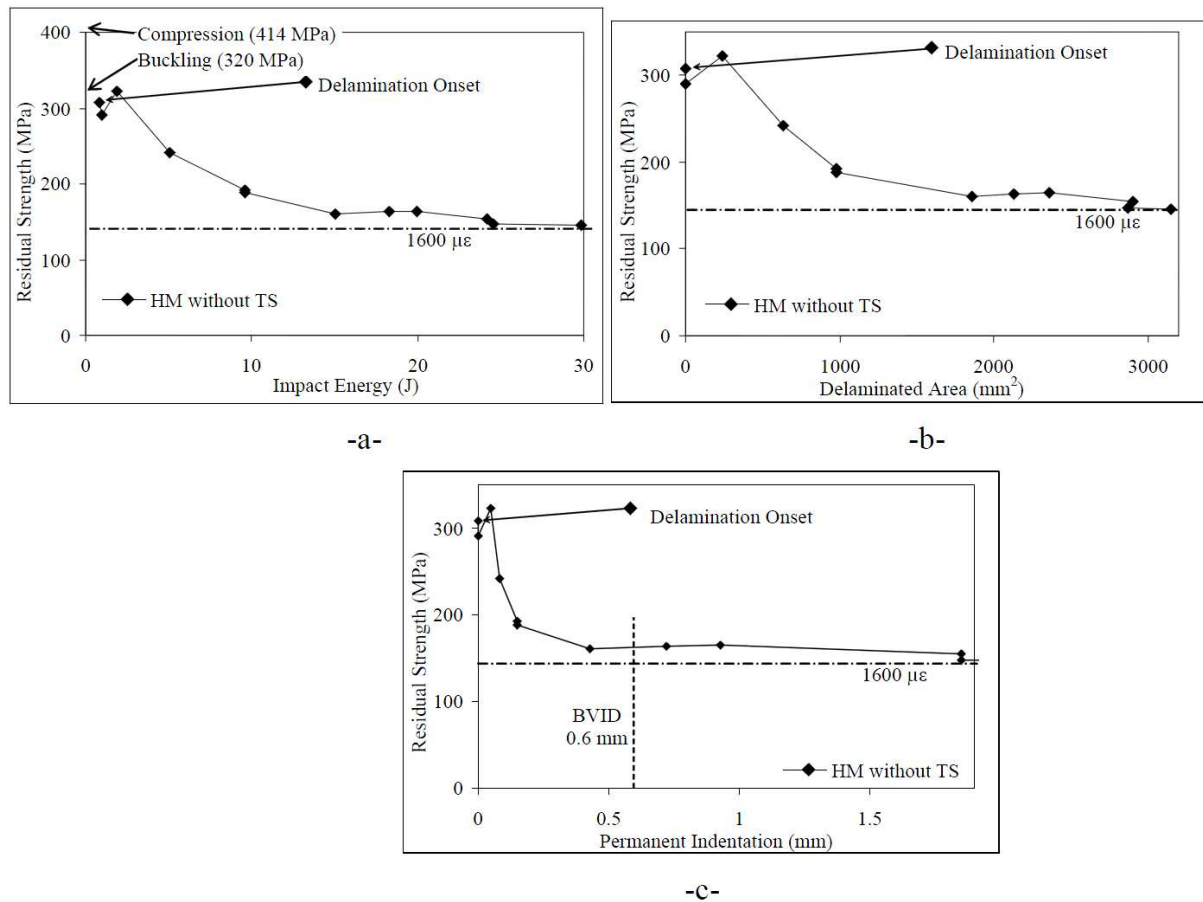 400
Compression (414 MPa)
Buckling (320 MPa)
Delamination Onset
300
200
100
0
1600 με
HM without TS
0 10 20 30
Impact Energy (J)
Residual Strength (MPa)
-a-
Delamination Onset
300
200
100
0
1600 με
HM without TS
0 1000 2000 3000
Delaminated Area (mm²)
Residual Strength (MPa)
-b-
Delamination Onset
300
200
100
0
1600 με
BVID
0.6 mm
HM without TS
0 0.5 1 1.5
Permanent Indentation (mm)
Residual Strength (MPa)
-c-